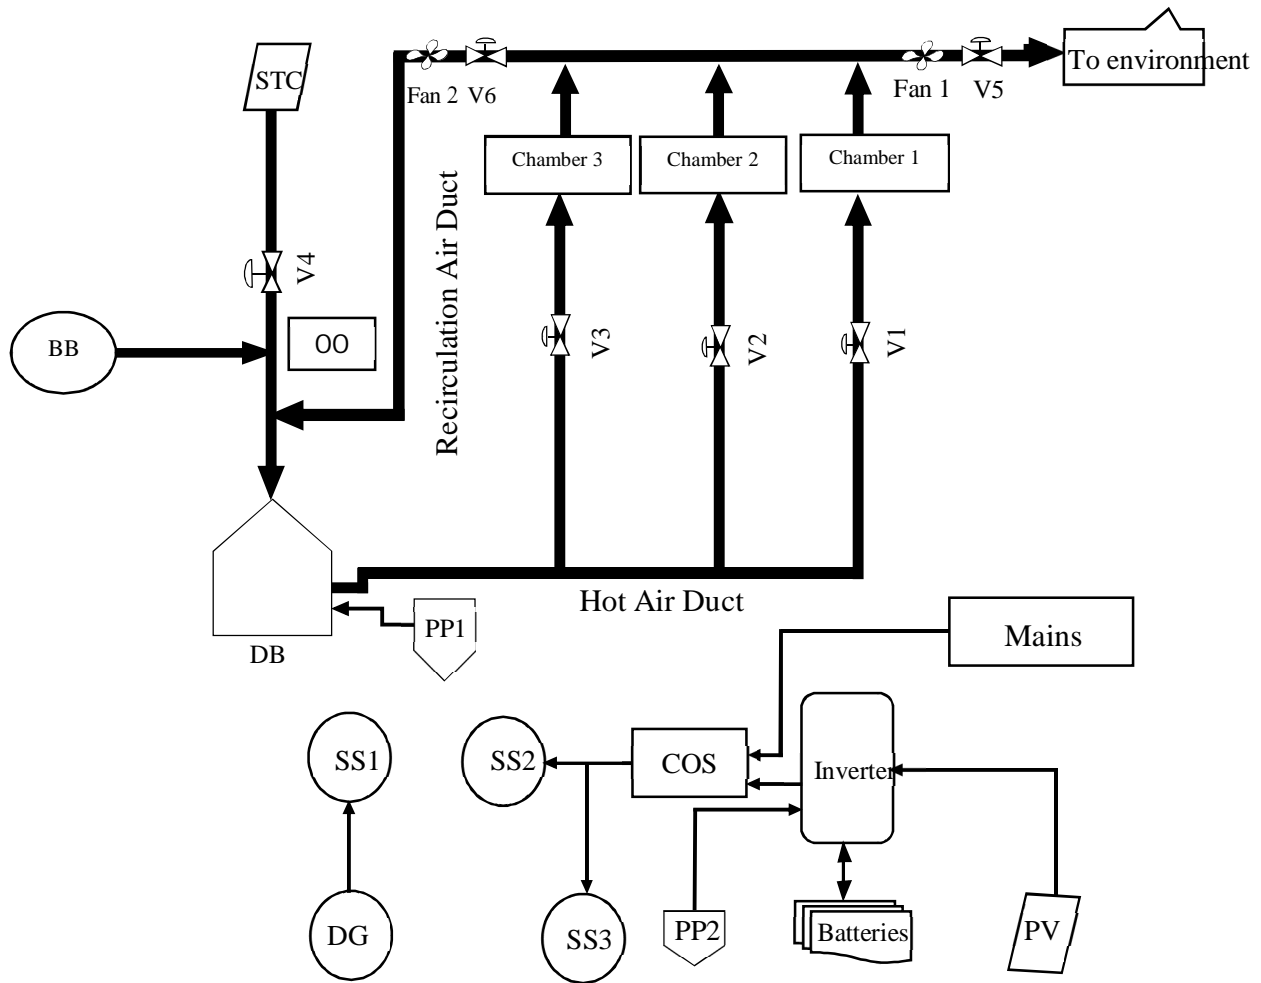 STC
To environment
Fan 2
V6
Fan 1
V5
Chamber 3
Chamber 2
Chamber 1
Recirculation Air Duct
V4
BB
OO
V3
V2
V1
Hot Air Duct
PP1
DB
Mains
SS1
SS2
COS
Inverter
DG
SS3
PP2
Batteries
PV